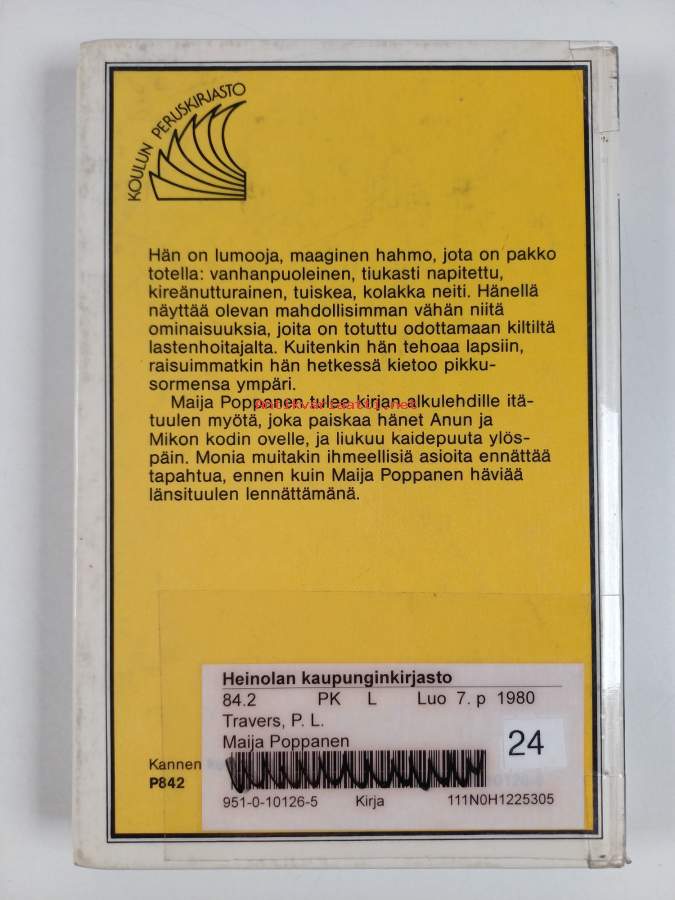 KOULUN PERUSKIRJASTO
Hän on lumooja, maaginen hahmo, jota on pakko
totella: vanhanpuoleinen, tiukasti napitettu,
kireänutturainen, tuiskea, kolakka neiti. Hänellä
näyttää olevan mahdollisimman vähän niitä
ominaisuuksia, joita on totuttu odottamaan kiltiltä
lastenhoitajalta. Kuitenkin hän tehoaa lapsiin,
raisuimmatkin hän hetkessä kietoo pikku-
sormensa ympäri.
Maija Poppanen tulee kirjan alkulehdille itä-
Antikvariaatti.net
tuulen myötä, joka paiskaa hänet Anun ja
Mikon kodin ovelle, ja liukuu kaidepuuta ylös-
päin. Monia muitakin ihmeellisiä asioita ennättää
tapahtua, ennen kuin Maija Poppanen häviää
länsituulen lennättämänä.
Heinolan kaupunginkirjasto
84.2 PK L Luo 7. p 1980
Travers, P. L.
Maija Poppanen
24
Kannen
P842
951-0-10126-5 Kirja 111N0H1225305